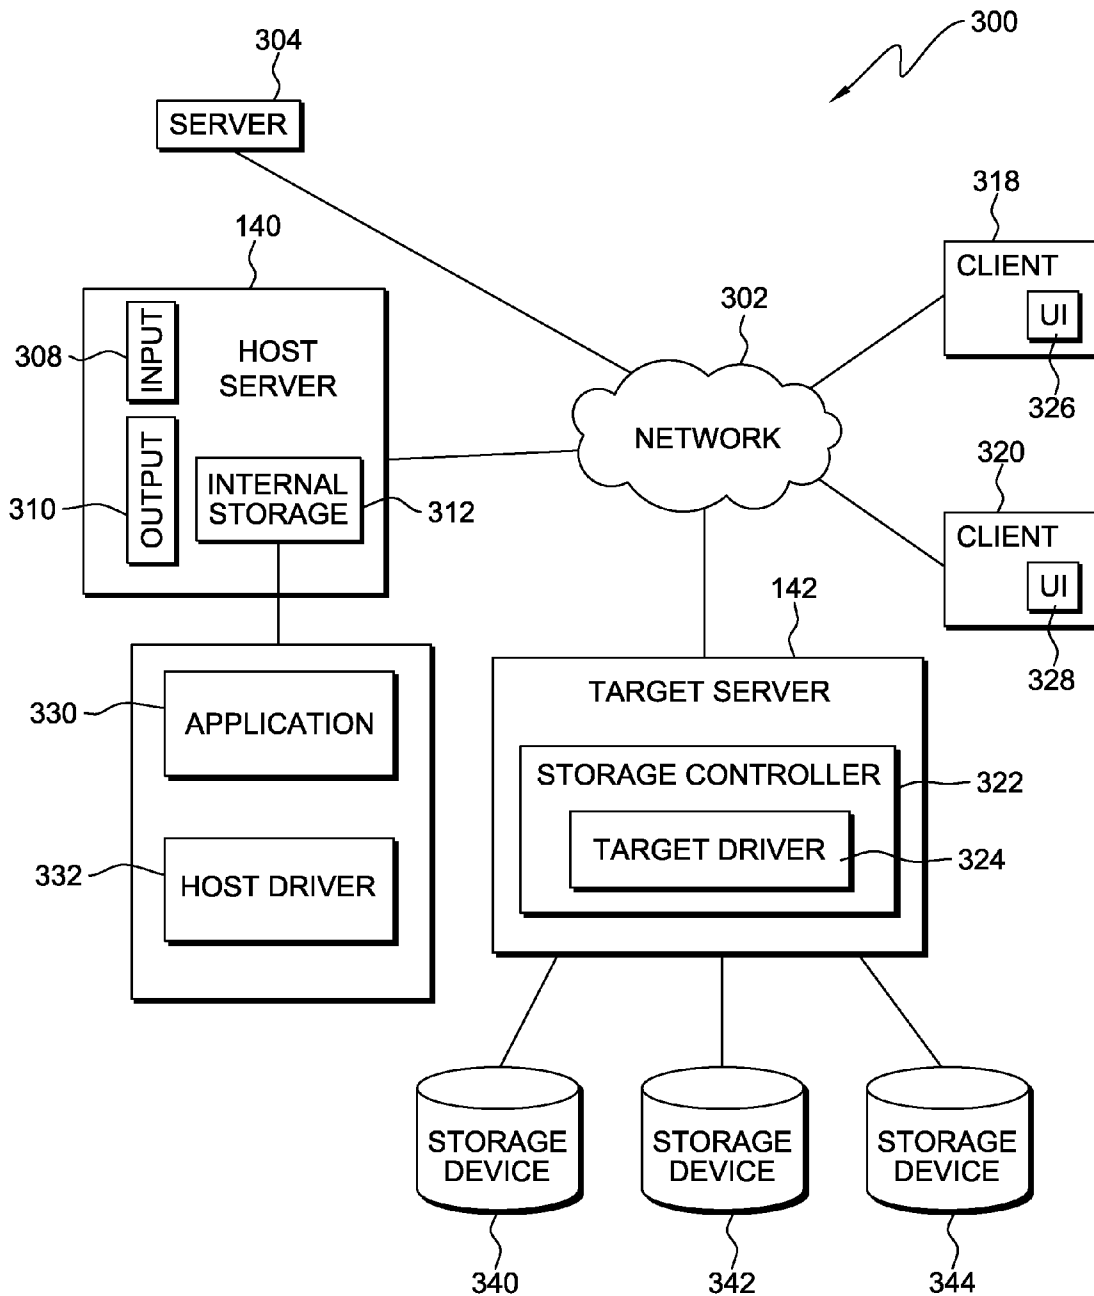 300
304
SERVER
140
318
CLIENT
UI
326
302
308
INPUT
HOST
SERVER
NETWORK
310
OUTPUT
INTERNAL
STORAGE
312
320
CLIENT
UI
328
142
TARGET SERVER
330
APPLICATION
STORAGE CONTROLLER
322
TARGET DRIVER
324
332
HOST DRIVER
STORAGE
DEVICE
STORAGE
DEVICE
STORAGE
DEVICE
340
342
344